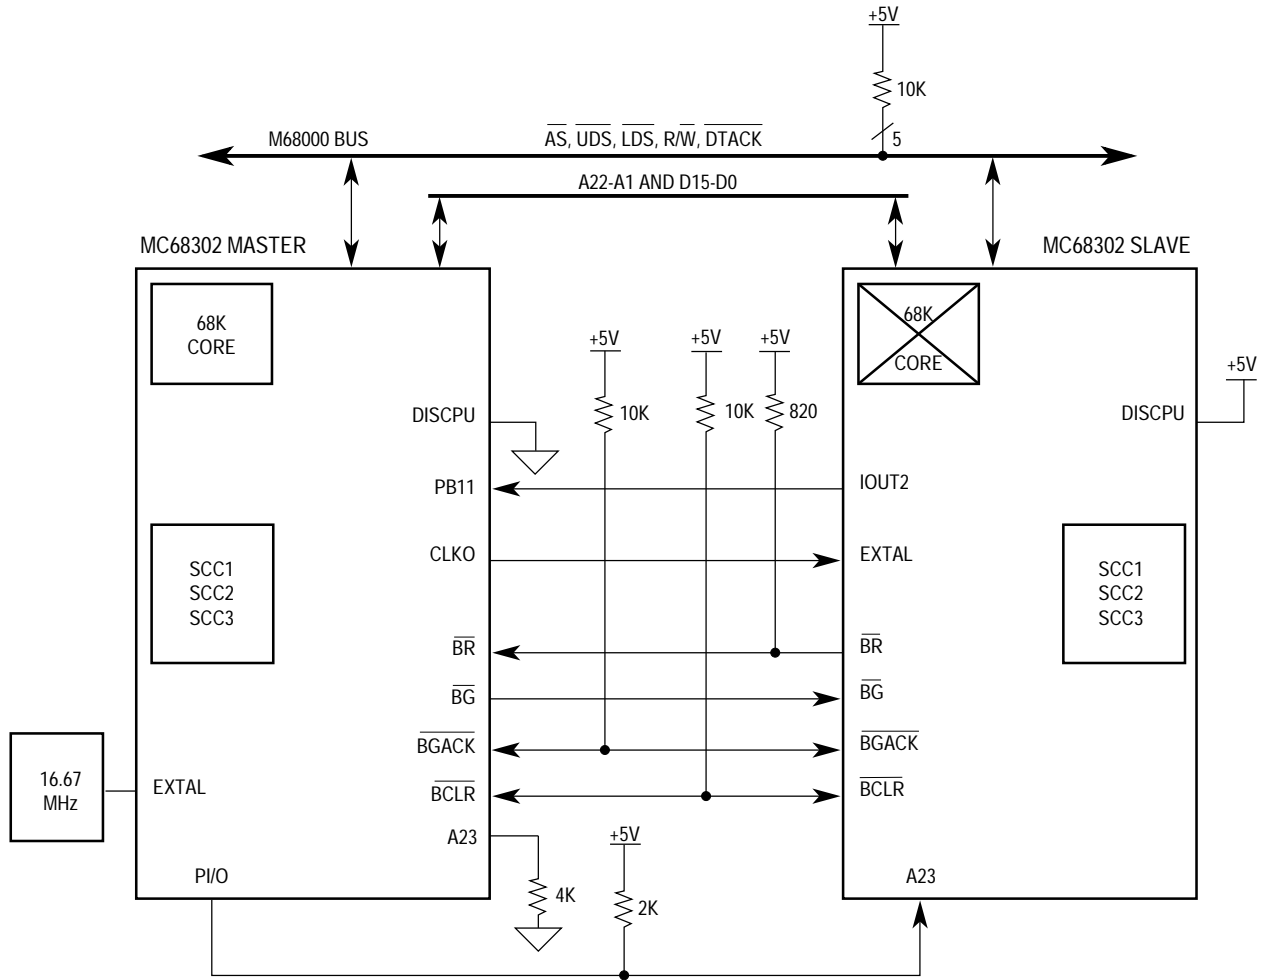 +5V
10K
5
M68000 BUS
AS, UDS, LDS, R/W, DTACK
A22-A1 AND D15-D0
MC68302 MASTER
MC68302 SLAVE
68K
CORE
68K
CORE
+5V
+5V
+5V
+5V
10K
10K
820
DISCPU
DISCPU
PB11
IOUT2
CLKO
EXTAL
SCC1
SCC2
SCC3
SCC1
SCC2
SCC3
BR
BR
BG
BG
BGACK
BGACK
BCLR
BCLR
16.67
MHz
EXTAL
A23
+5V
PI/O
4K
2K
A23